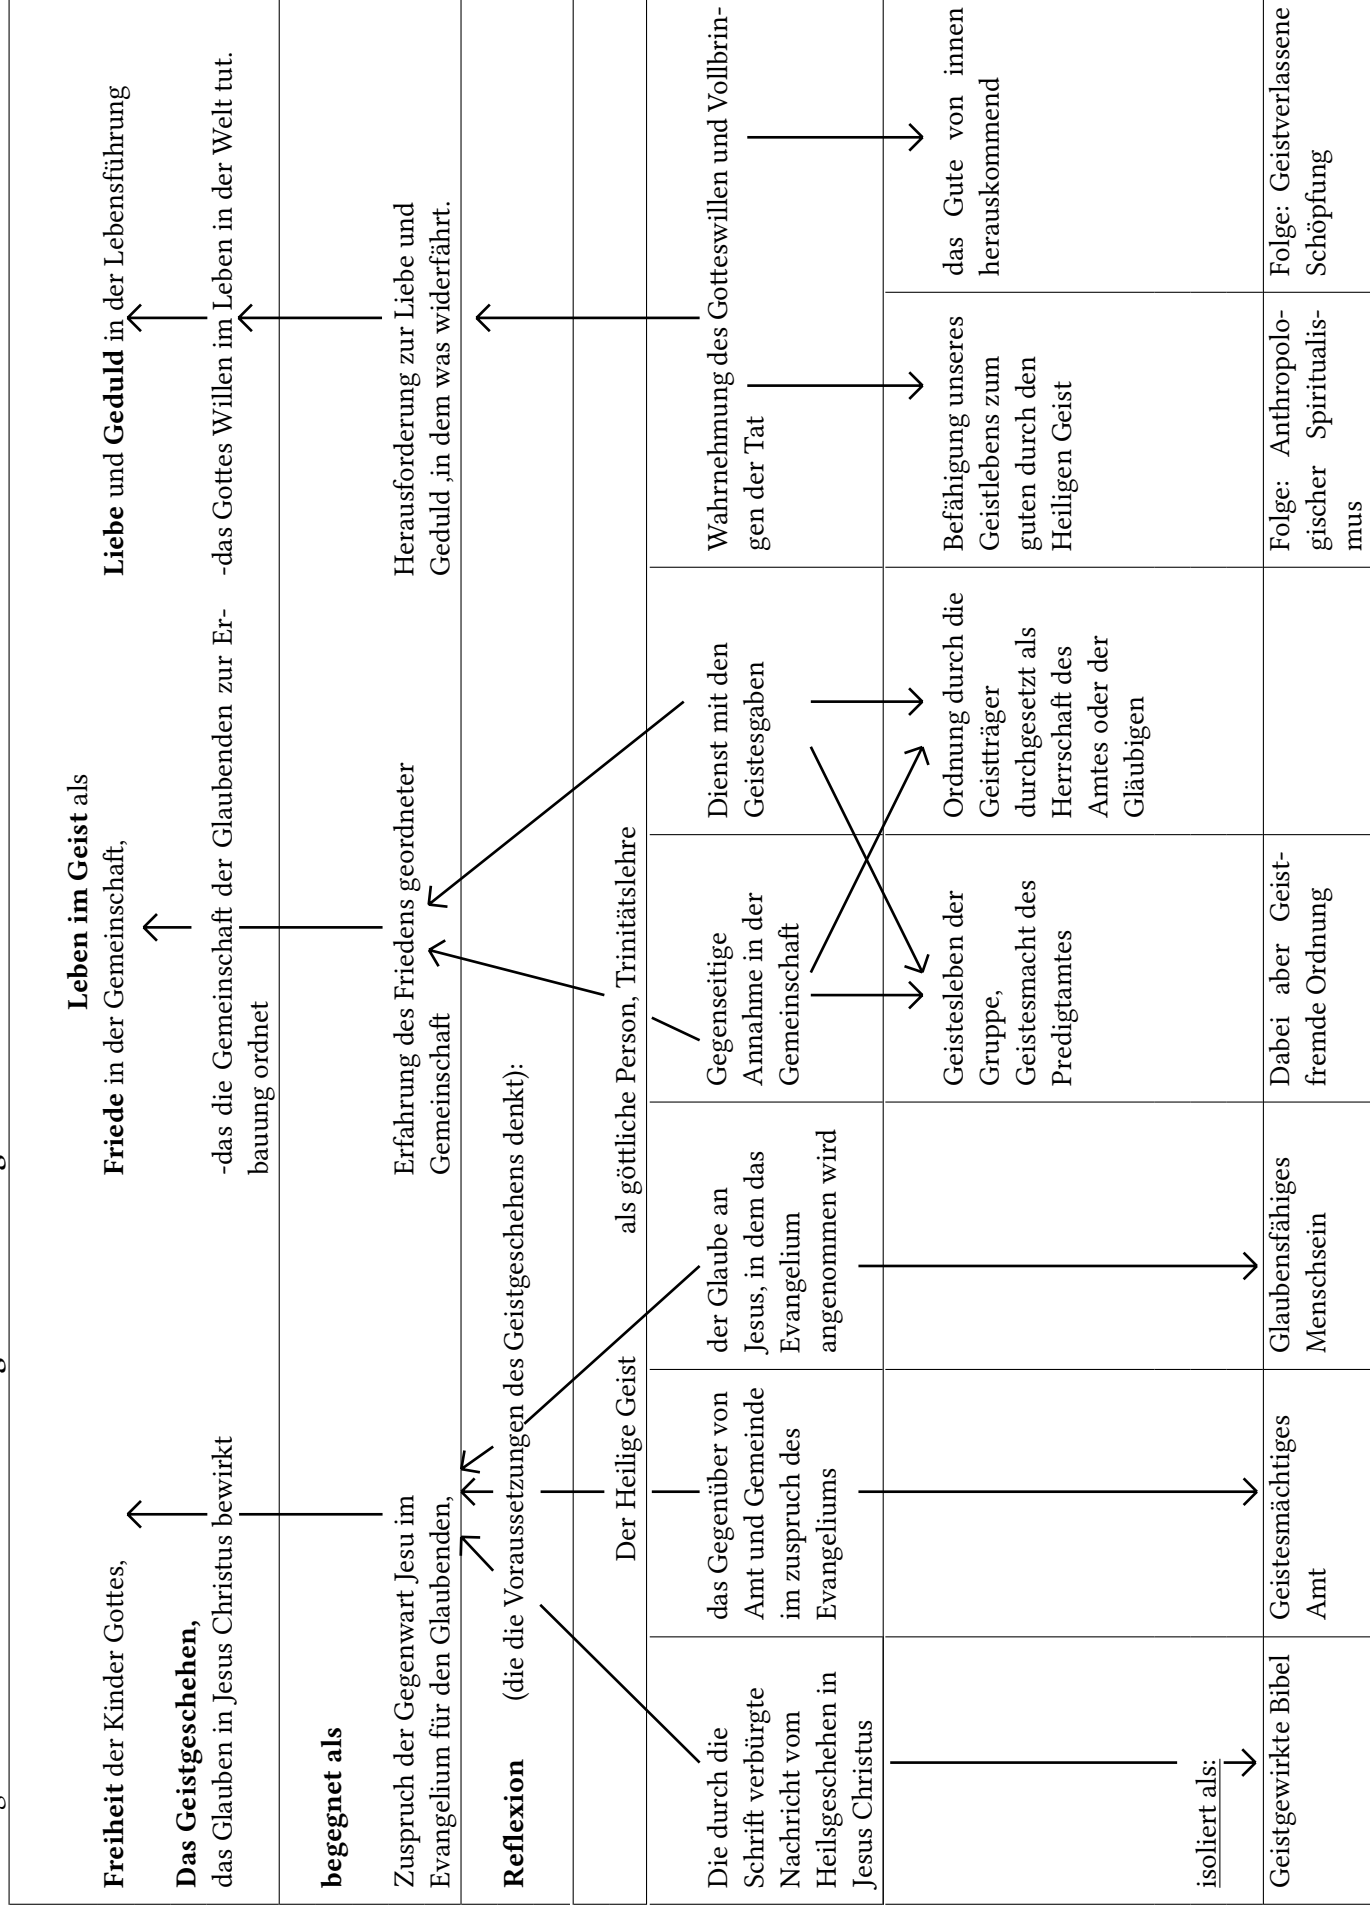 Leben im Geist als
Freiheit der Kinder Gottes,
Friede in der Gemeinschaft,
Liebe und Geduld in der Lebensführung
Das Geistgeschehen,
das Glauben in Jesus Christus bewirkt
-das die Gemeinschaft der Glaubenden zur Er-
bauung ordnet
-das Gottes Willen im Leben in der Welt tut.
begegnet als
Zuspruch der Gegenwart Jesu im
Evangelium für den Glaubenden,
Erfahrung des Friedens geordneter
Gemeinschaft
Herausforderung zur Liebe und
Geduld ,in dem was widerfährt.
Reflexion (die die Voraussetzungen des Geistgeschehens denkt):
Der Heilige Geist als göttliche Person, Trinitätslehre
Die durch die
Schrift verbürgte
Nachricht vom
Heilsgeschehen in
Jesus Christus
das Gegenüber von
Amt und Gemeinde
im zuspruch des
Evangeliums
der Glaube an
Jesus, in dem das
Evangelium
angenommen wird
Gegenseitige
Annahme in der
Gemeinschaft
Dienst mit den
Geistesgaben
Wahrnehmung des Gotteswillen und Vollbrin-
gen der Tat
Geistesleben der
Gruppe,
Geistesmacht des
Predigtamtes
Ordnung durch die
Geistträger
durchgesetzt als
Herrschaft des
Amtes oder der
Gläubigen
Befähigung unseres
Geistlebens zum
guten durch den
Heiligen Geist
das Gute von innen
herauskommend
isoliert als:
Geistgewirkte Bibel
Geistesmächtiges
Amt
Glaubensfähiges
Menschsein
Dabei aber Geist-
fremde Ordnung
Folge: Anthropolo-
gischer Spiritualis-
mus
Folge: Geistverlassene
Schöpfung